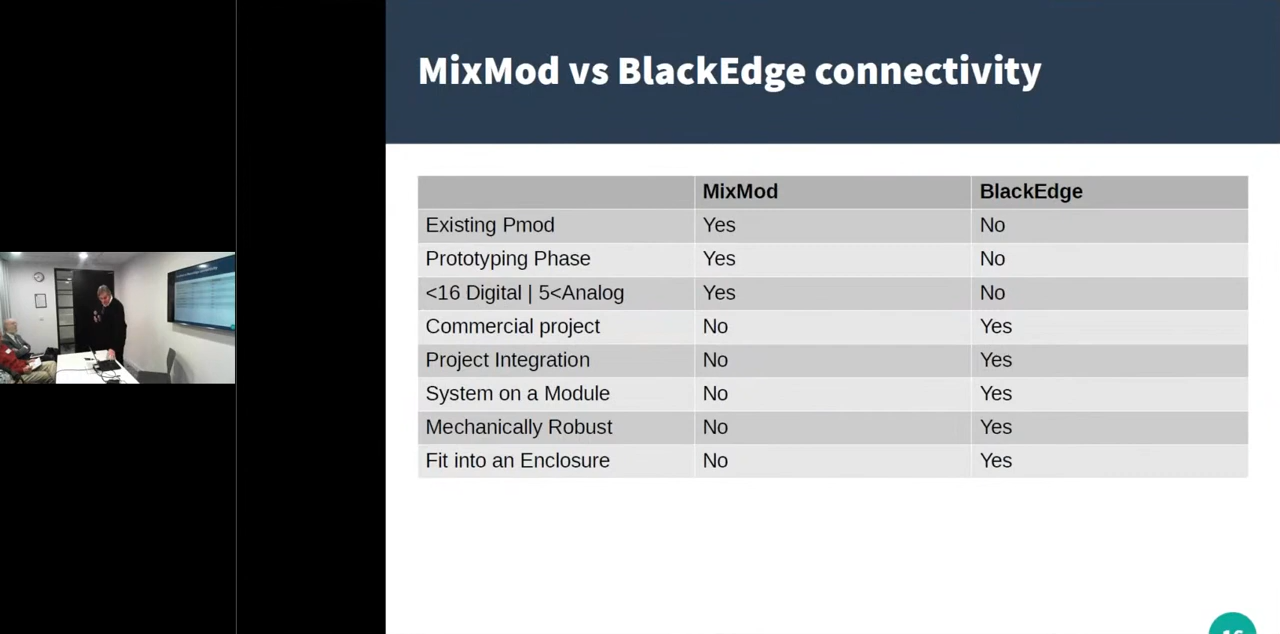 MixMod vs BlackEdge connectivity
MixMod BlackEdge
Existing Pmod Yes No
Prototyping Phase Yes No
<16 Digital | 5<Analog Yes No
Commercial project No Yes
Project Integration No Yes
System on a Module No Yes
Mechanically Robust No Yes
Fit into an Enclosure No Yes